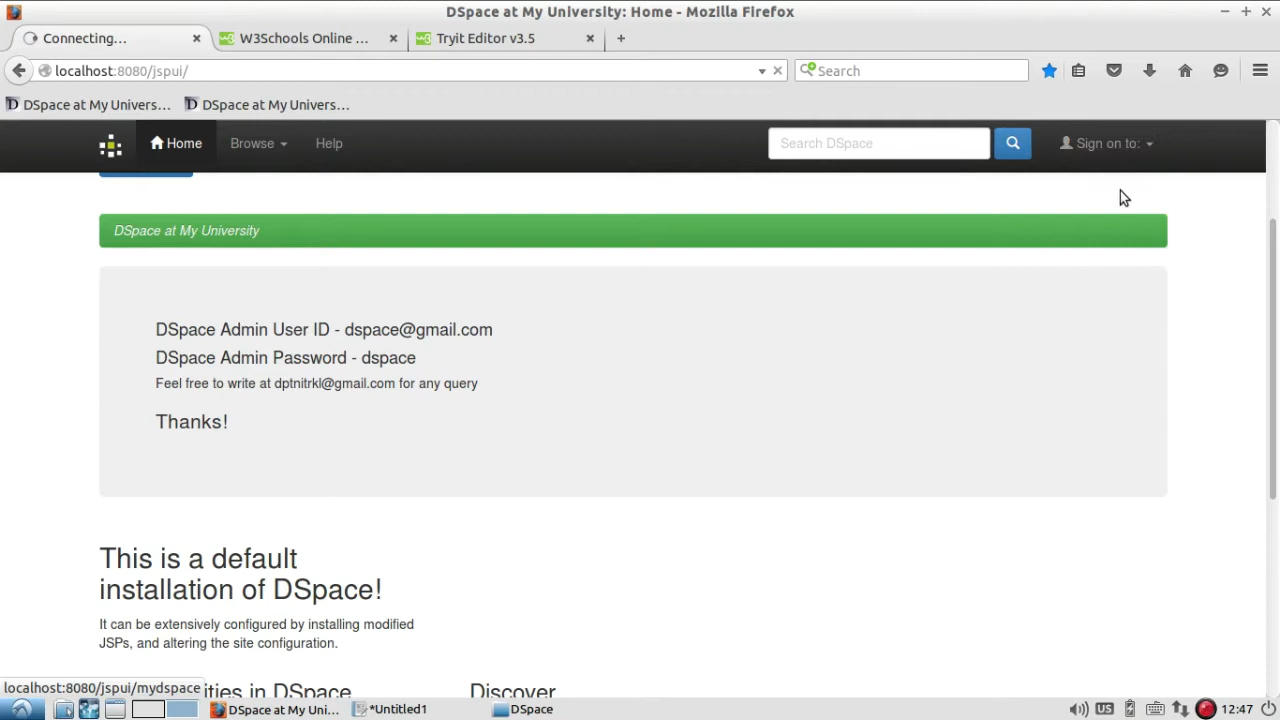 DSpace at My University: Home - Mozilla Firefox
Connecting...
W3Schools Online ...
Tryit Editor v3.5
localhost:8080/jspui/
Search
DSpace at My Univers...
DSpace at My Univers...
Home
Browse
Help
Search DSpace
Sign on to:
DSpace at My University
DSpace Admin User ID - dspace@gmail.com
DSpace Admin Password - dspace
Feel free to write at dptnitrkl@gmail.com for any query
Thanks!
This is a default
installation of DSpace!
It can be extensively configured by installing modified
JSPs, and altering the site configuration.
ities in DSpace
Discover
localhost:8080/jspui/mydspace
DSpace at My Uni...
*Untitled1
DSpace
US
12:47